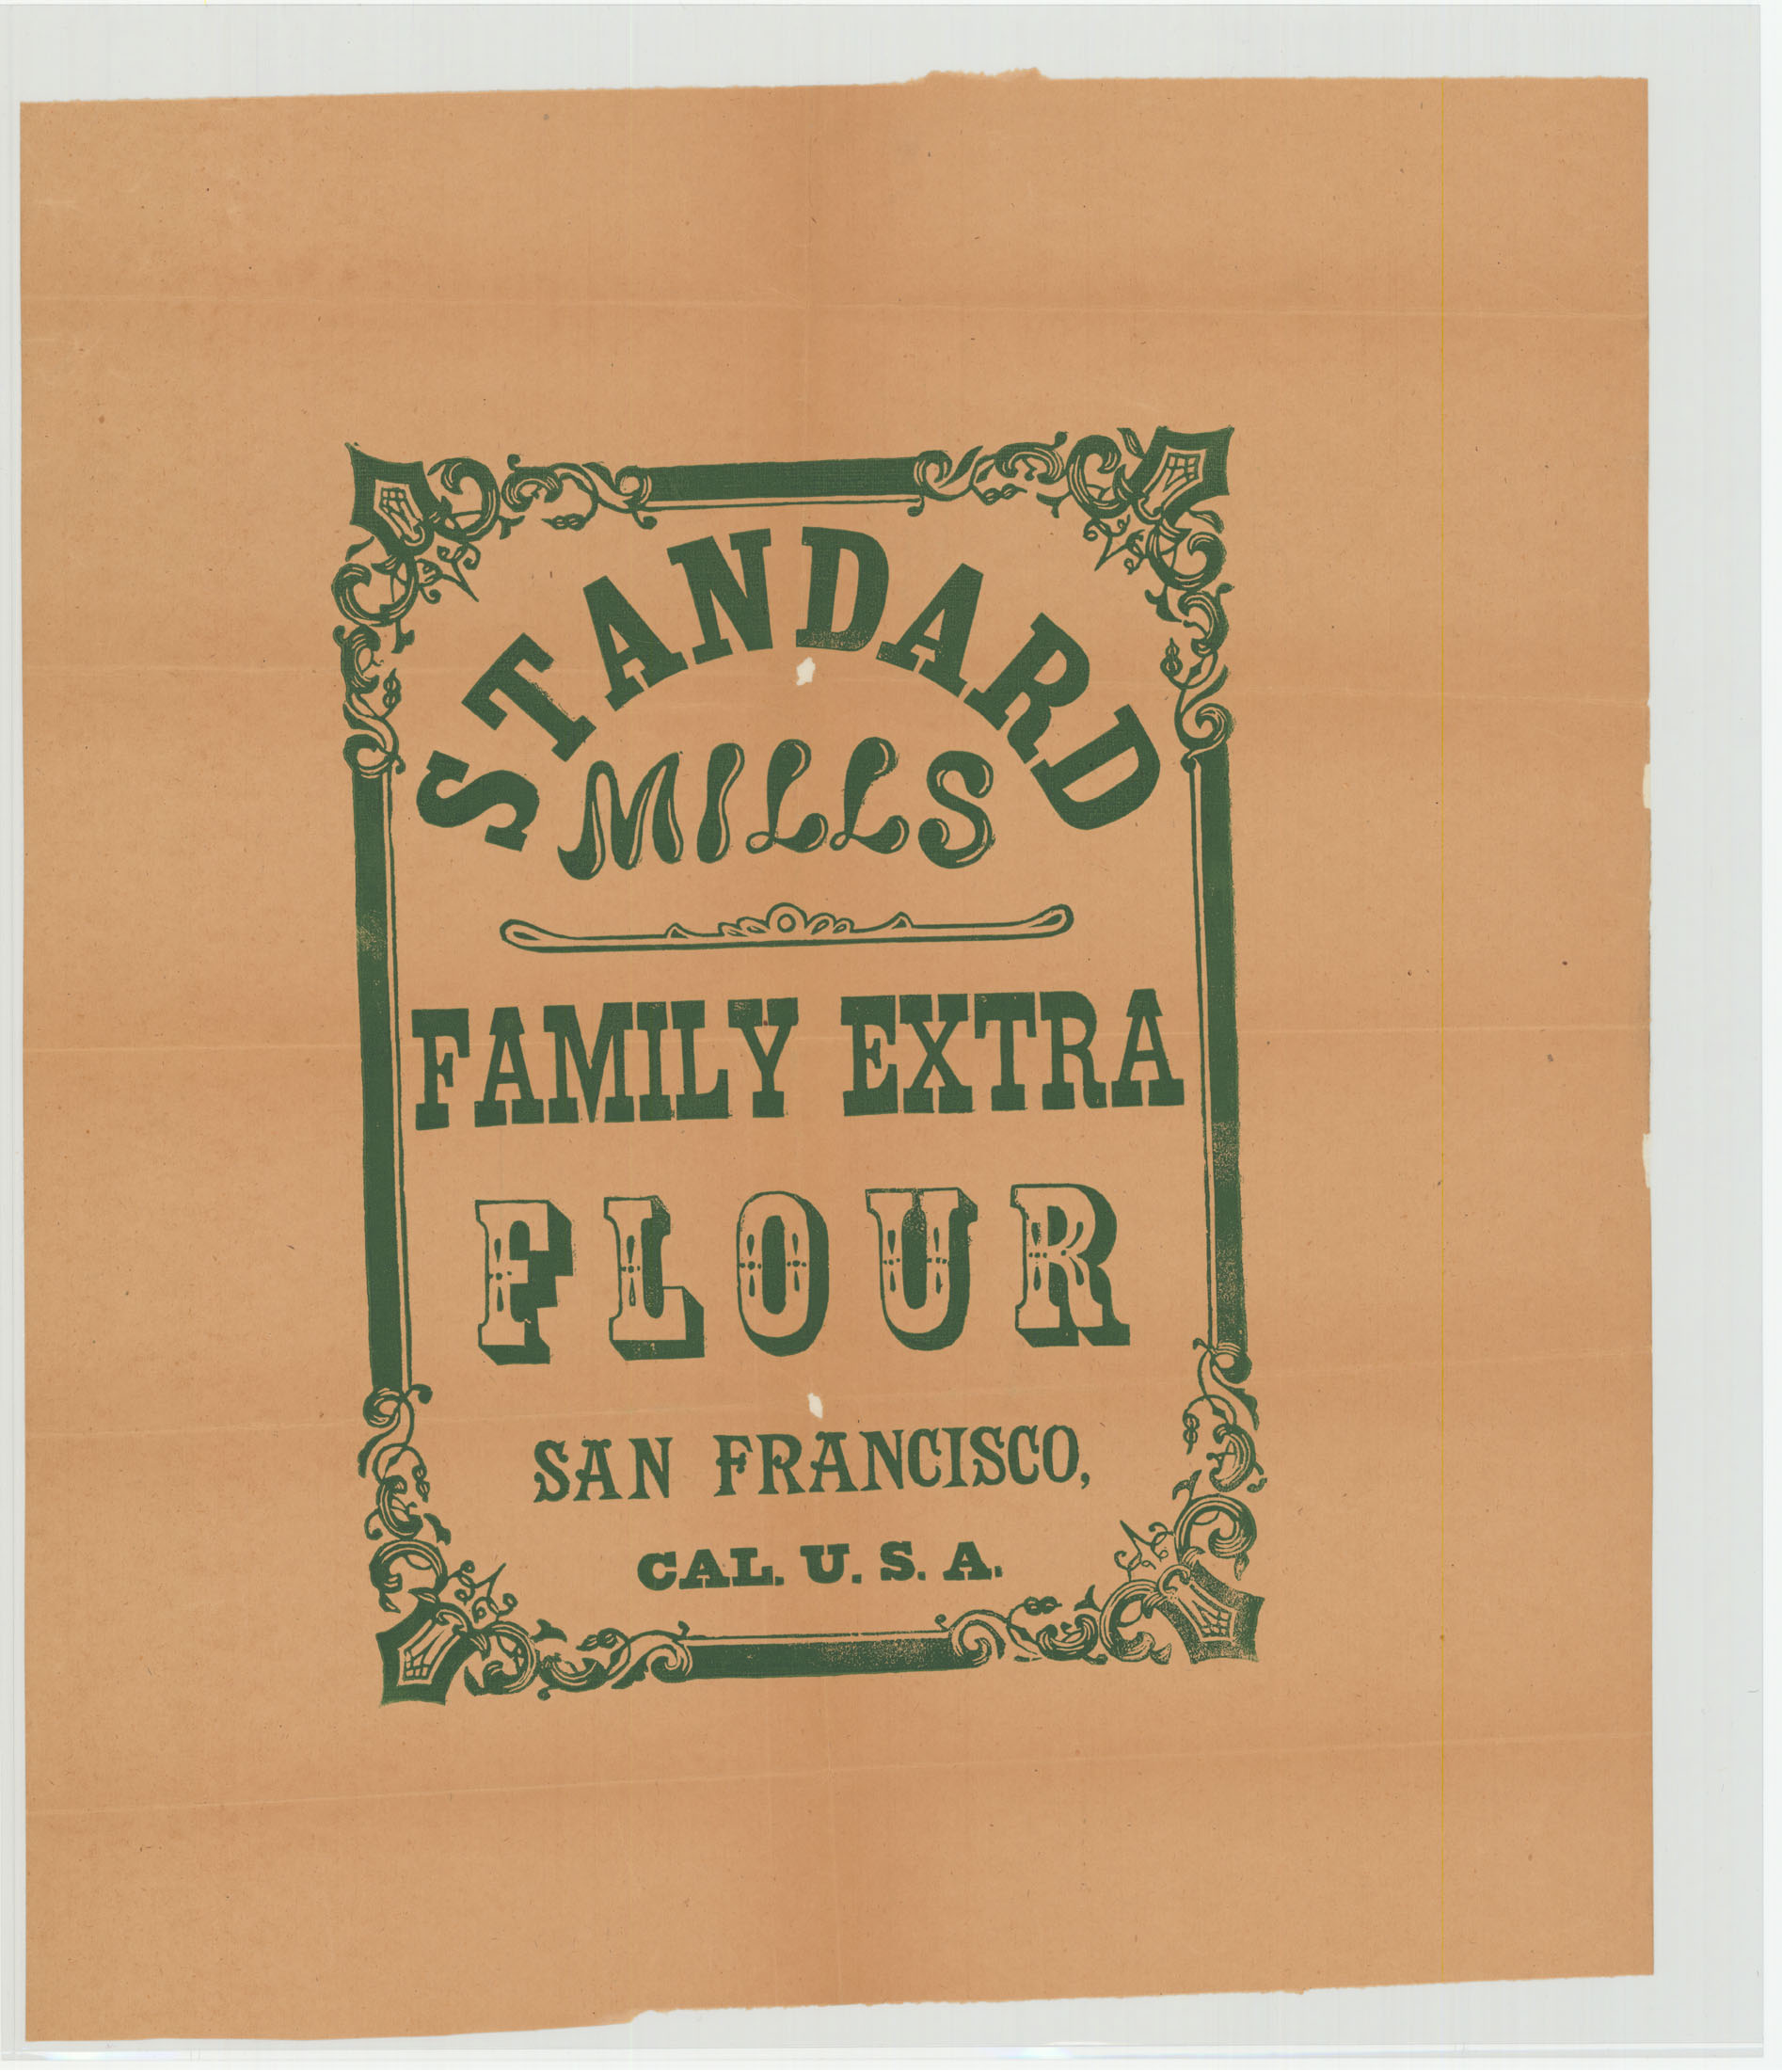 STANDARD
MILLS
FAMILY EXTRA
FLOUR
SAN FRANCISCO,
CAL. U. S. A.